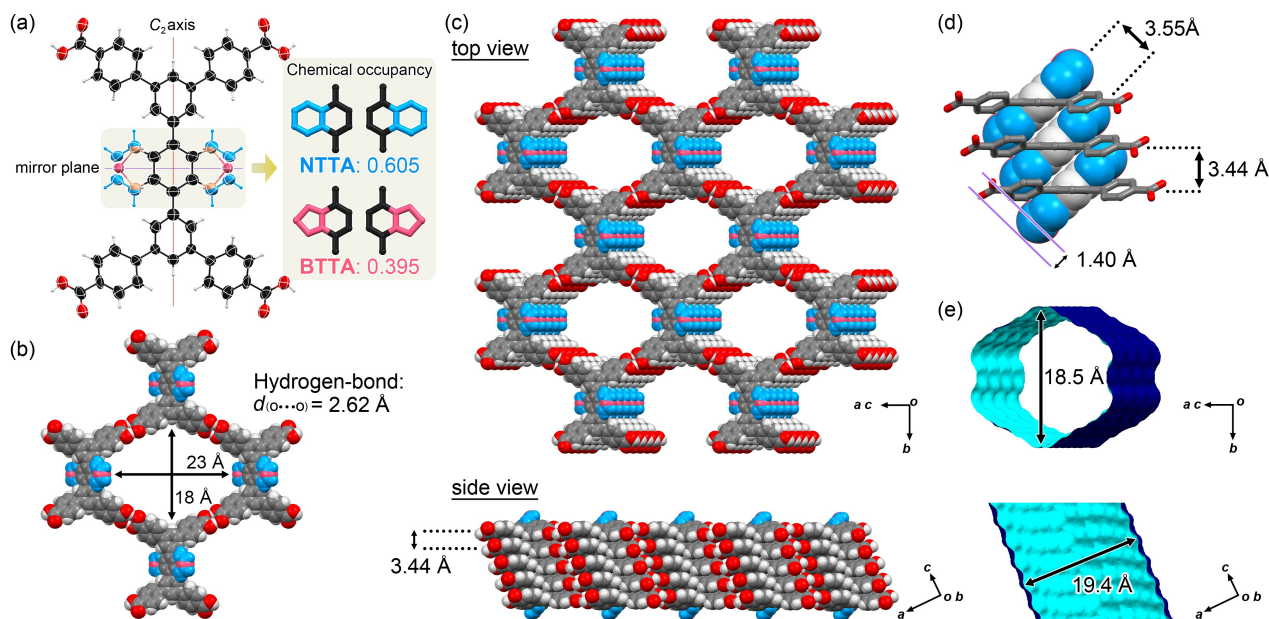 (a)
C₂ axis
mirror plane
Chemical occupancy
NTTA: 0.605
BTTA: 0.395
(b)
Hydrogen-bond:
d(O•••O) = 2.62 Å
23 Å
18 Å
(c)
top view
a c
o
b
side view
3.44 Å
c
o b
a
(d)
3.55Å
3.44 Å
1.40 Å
(e)
18.5 Å
a c
o
b
19.4 Å
c
o b
a